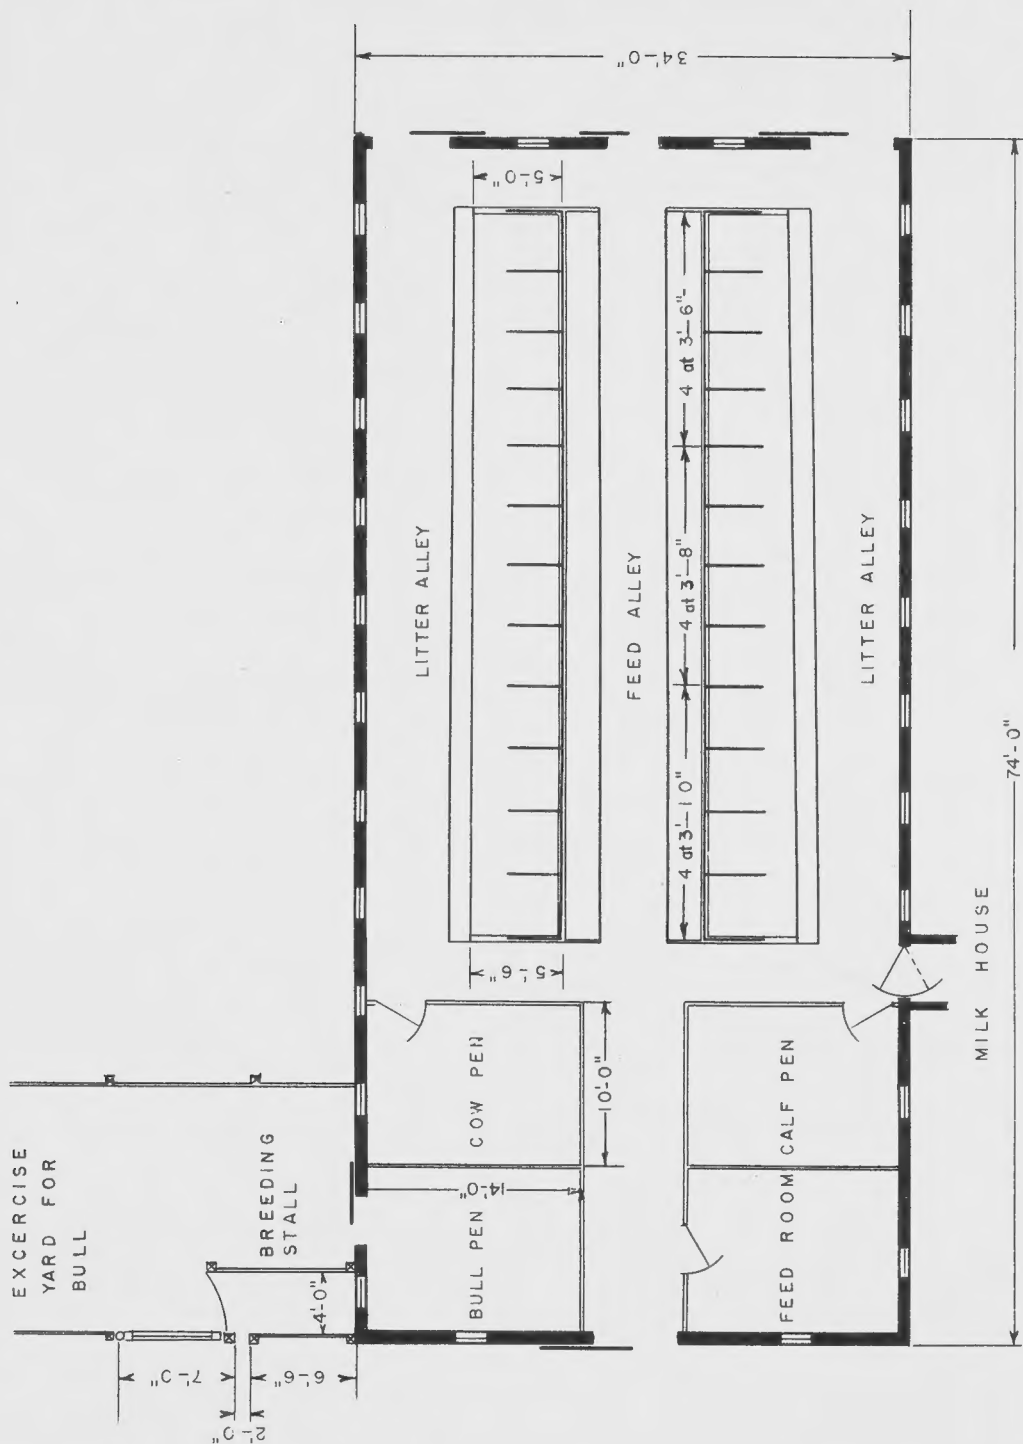 34'-0"
5'-0"
4 at 3'-6"
4 at 3'-8"
4 at 3'-10"
LITTER ALLEY
FEED ALLEY
LITTER ALLEY
5'-6"
74'-0"
MILK HOUSE
COW PEN
10'-0"
CALF PEN
EXCERCISE
YARD FOR
BULL
BREEDING
STALL
14'-0"
BULL PEN
FEED ROOM
4'-0"
7'-0"
6'-6"
2'-0"